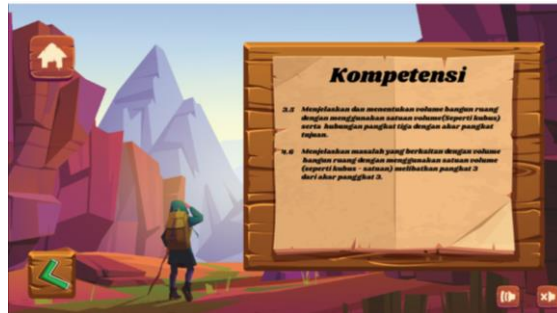 Kompetensi
3.5 Menjelaskan dan menentukan volume bangun ruang
dengan menggunakan satuan volume(Seperti kubus)
serta hubungan pangkat tiga dengan akar pangkat
tujuan.
4.6 Menjelaskan masalah yang berkaitan dengan volume
bangun ruang dengan menggunakan satuan volume
(seperti kubus - satuan) melibatkan pangkat 3
dari akar panggkat 3.